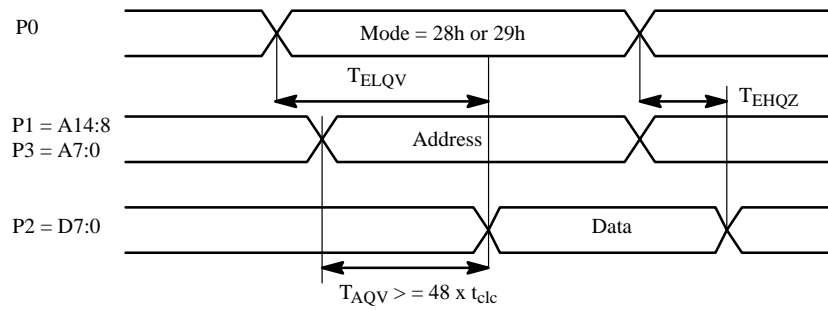 P0
Mode = 28h or 29h
TELQV
TEHQZ
P1 = A14:8
P3 = A7:0
Address
P2 = D7:0
Data
TAQV > = 48 x tclc